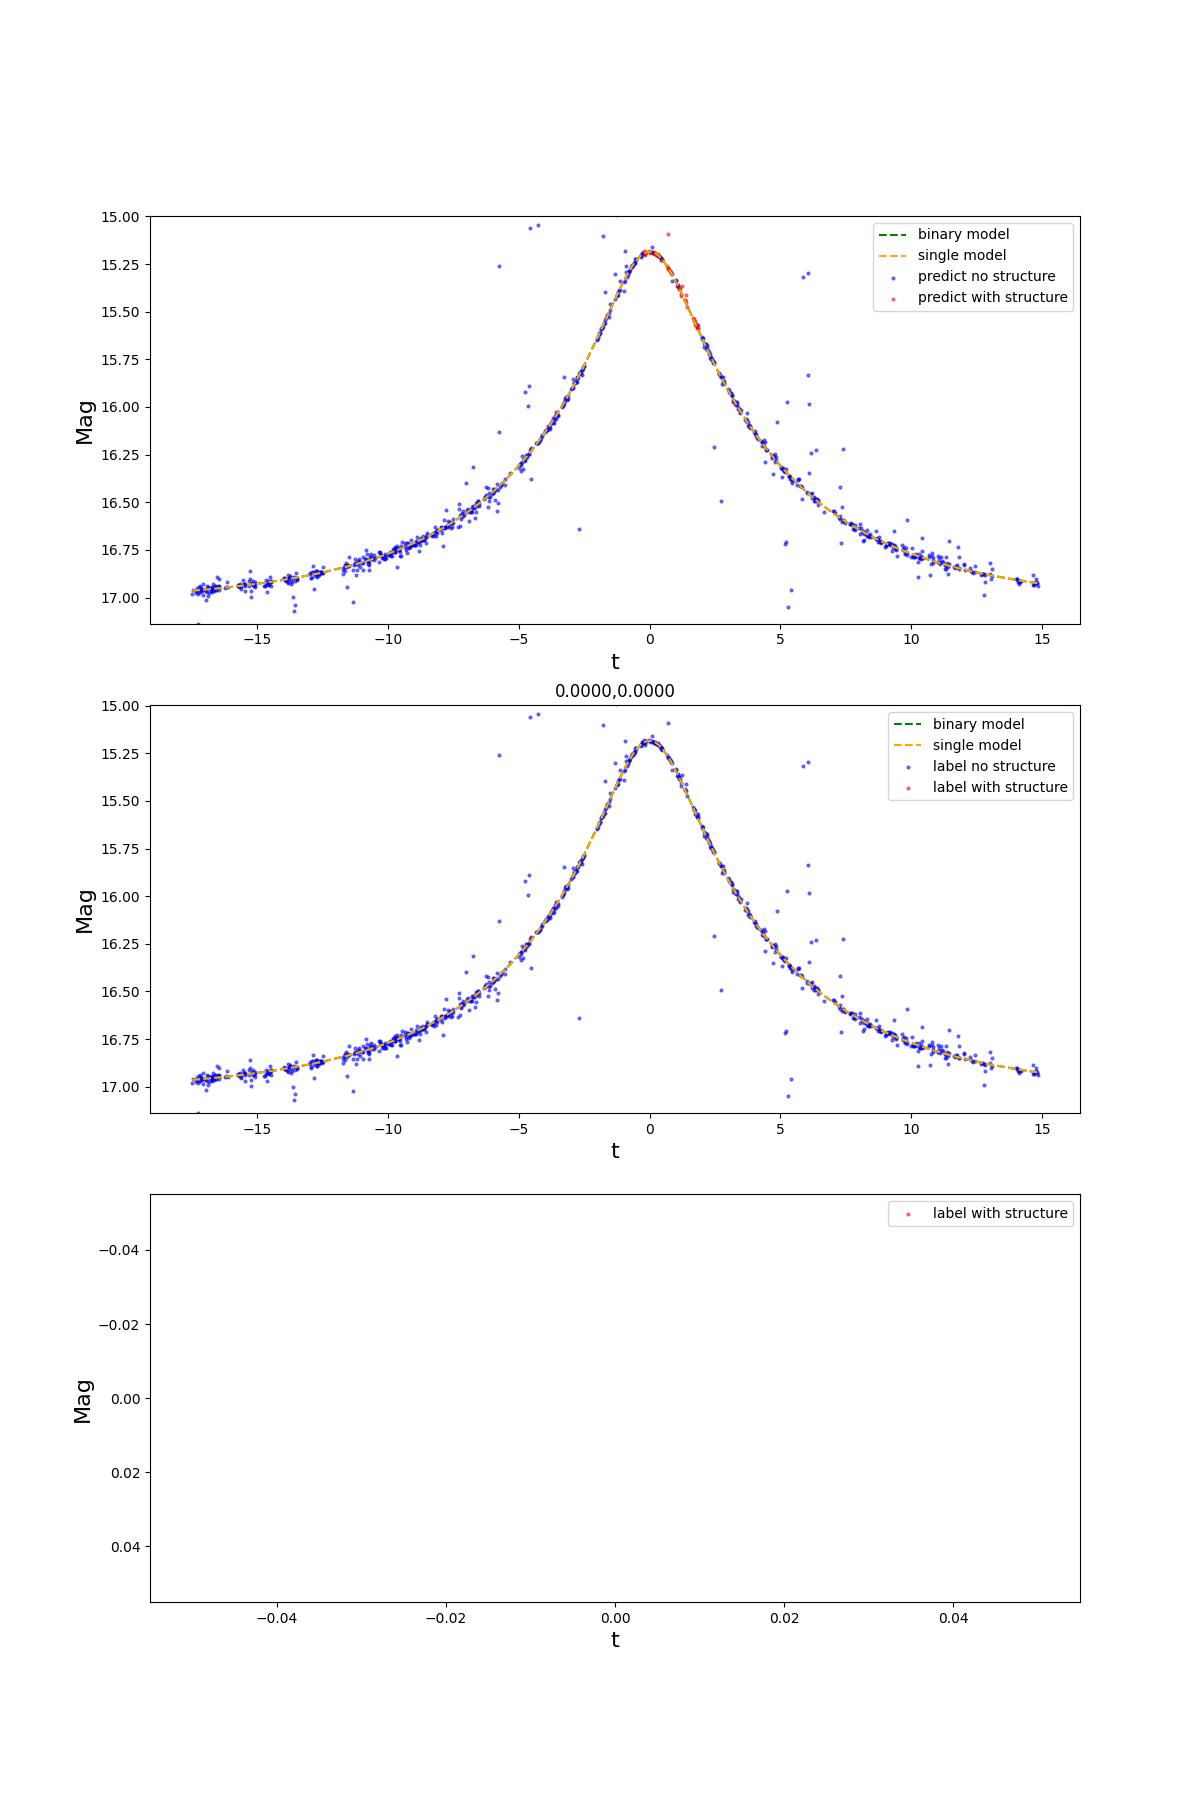 15.00
15.25
15.50
15.75
16.00
16.25
16.50
16.75
17.00
Mag
−15
−10
−5
0
5
10
15
t
binary model
single model
predict no structure
predict with structure
0.0000,0.0000
15.00
15.25
15.50
15.75
16.00
16.25
16.50
16.75
17.00
Mag
−15
−10
−5
0
5
10
15
t
binary model
single model
label no structure
label with structure
−0.04
−0.02
0.00
0.02
0.04
Mag
−0.04
−0.02
0.00
0.02
0.04
t
label with structure